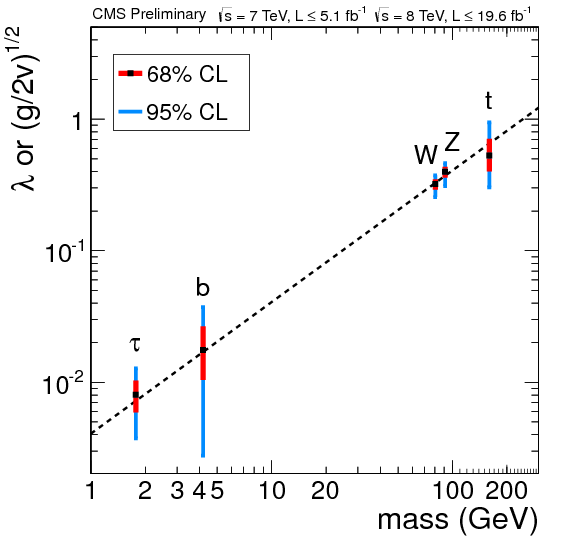 CMS Preliminary √s = 7 TeV, L ≤ 5.1 fb⁻¹ √s = 8 TeV, L ≤ 19.6 fb⁻¹
λ or (g/2v)^1/2
68% CL
95% CL
t
1
W Z
10⁻¹
b
τ
10⁻²
1 2 3 4 5 10 20 100 200
mass (GeV)